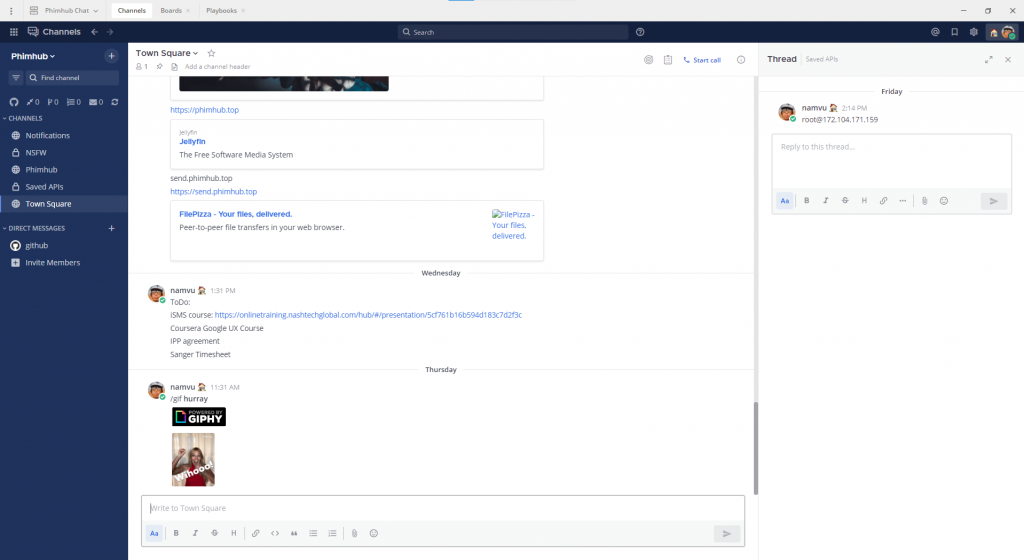 Phimhub Chat
Channels
Boards
Playbooks
Channels
Search
Phimhub
Find channel
0 0 0 0
CHANNELS
Notifications
NSFW
Phimhub
Saved APIs
Town Square
DIRECT MESSAGES
github
Invite Members
Town Square
1
Add a channel header
Start call
https://phimhub.top
Jellyfin
Jellyfin
The Free Software Media System
send.phimhub.top
https://send.phimhub.top
FilePizza - Your files, delivered.
Peer-to-peer file transfers in your web browser.
FilePizza -
Your files,
delivered.
Wednesday
namvu 1:31 PM
ToDo:
iSMS course: https://onlinetraining.nashtechglobal.com/hub/#/presentation/5cf761b16b594d183c7d2f3c
Coursera Google UX Course
IPP agreement
Sanger Timesheet
Thursday
namvu 11:31 AM
/gif hurray
POWERED BY
GIPHY
Wihooo!
Write to Town Square
Aa B I S H
Thread Saved APIs
Friday
namvu 2:14 PM
root@172.104.171.159
Reply to this thread...
Aa B I S H